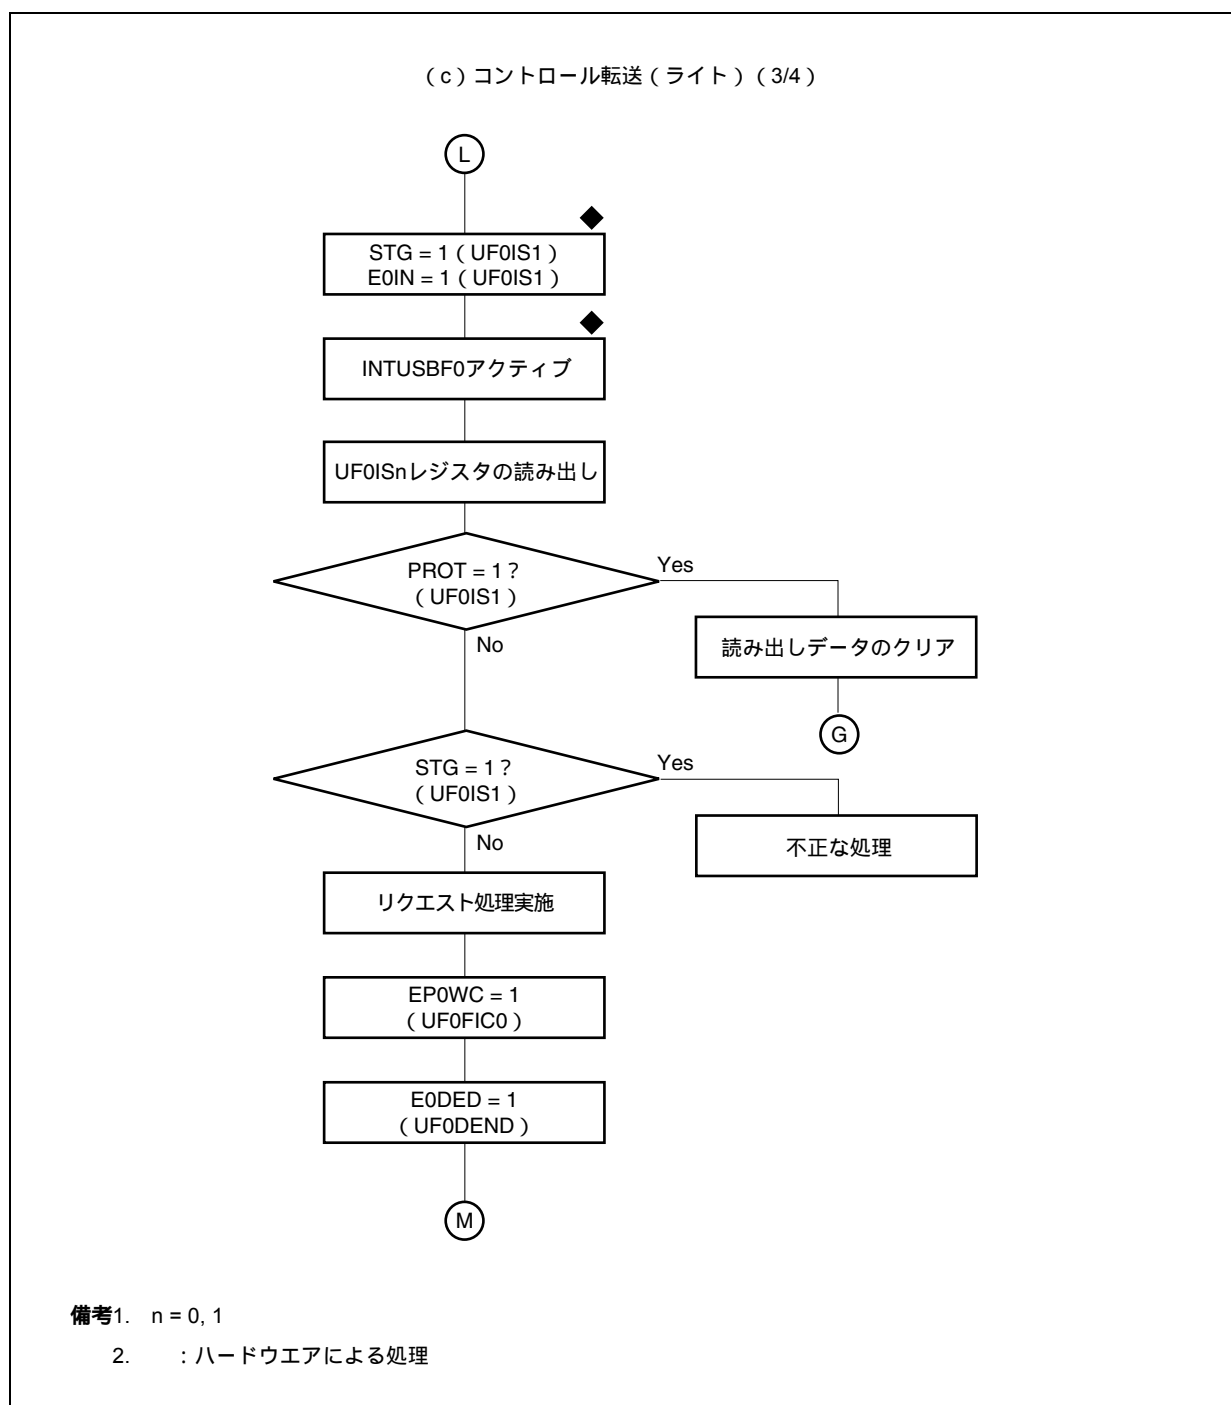 (c)コントロール転送(ライト)(3/4)
L
STG = 1(UF0IS1)
E0IN = 1(UF0IS1)
INTUSBF0アクティブ
UF0ISnレジスタの読み出し
PROT = 1?
(UF0IS1)
Yes
No
読み出しデータのクリア
G
STG = 1?
(UF0IS1)
Yes
No
不正な処理
リクエスト処理実施
EP0WC = 1
(UF0FIC0)
E0DED = 1
(UF0DEND)
M
備考1. n = 0, 1
2. :ハードウエアによる処理